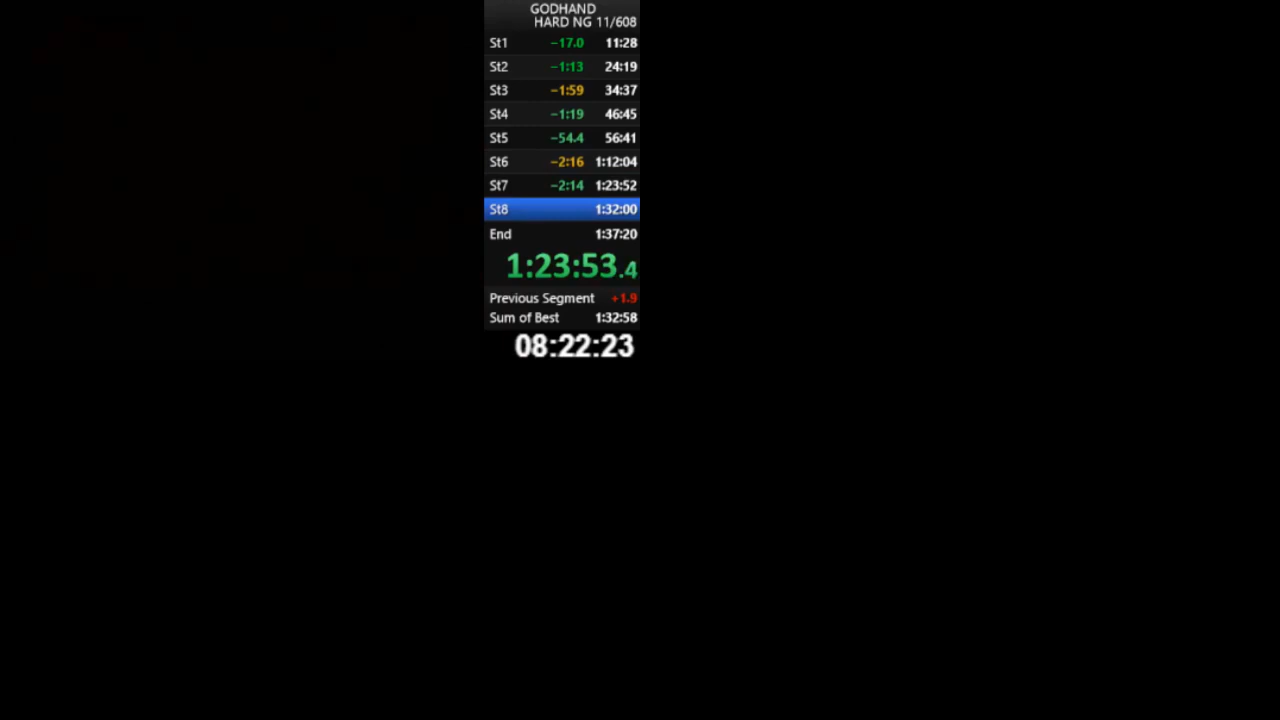 GODHAND
HARD NG 11/608
St1 −17.0 11:28
St2 −1:13 24:19
St3 −1:59 34:37
St4 −1:19 46:45
St5 −54.4 56:41
St6 −2:16 1:12:04
St7 −2:14 1:23:52
St8 1:32:00
End 1:37:20
1:23:53.4
Previous Segment +1.9
Sum of Best 1:32:58
08:22:23